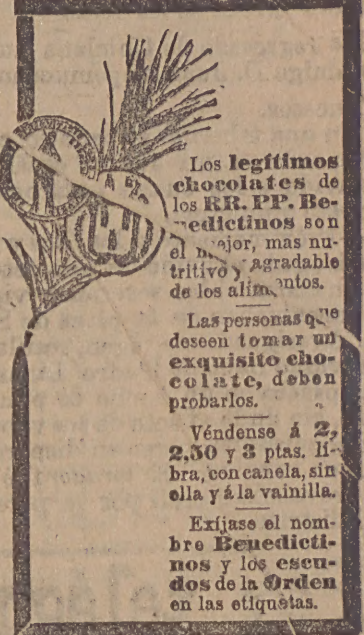 Los legítimos
chocolates de
los RR. PP. Be-
nedictinos son
el mejor, mas nu-
tritivo y agradable
de los alimentos.
Las personas que
deseen tomar un
exquisito cho-
colate, deben
probarlos.
Véndense á 2,
2,50 y 3 ptas. li-
bra, con canela, sin
ella y á la vainilla.
Exíjase el nom-
bre Benedicti-
nos y los escu-
dos de la Orden
en las etiquetas.